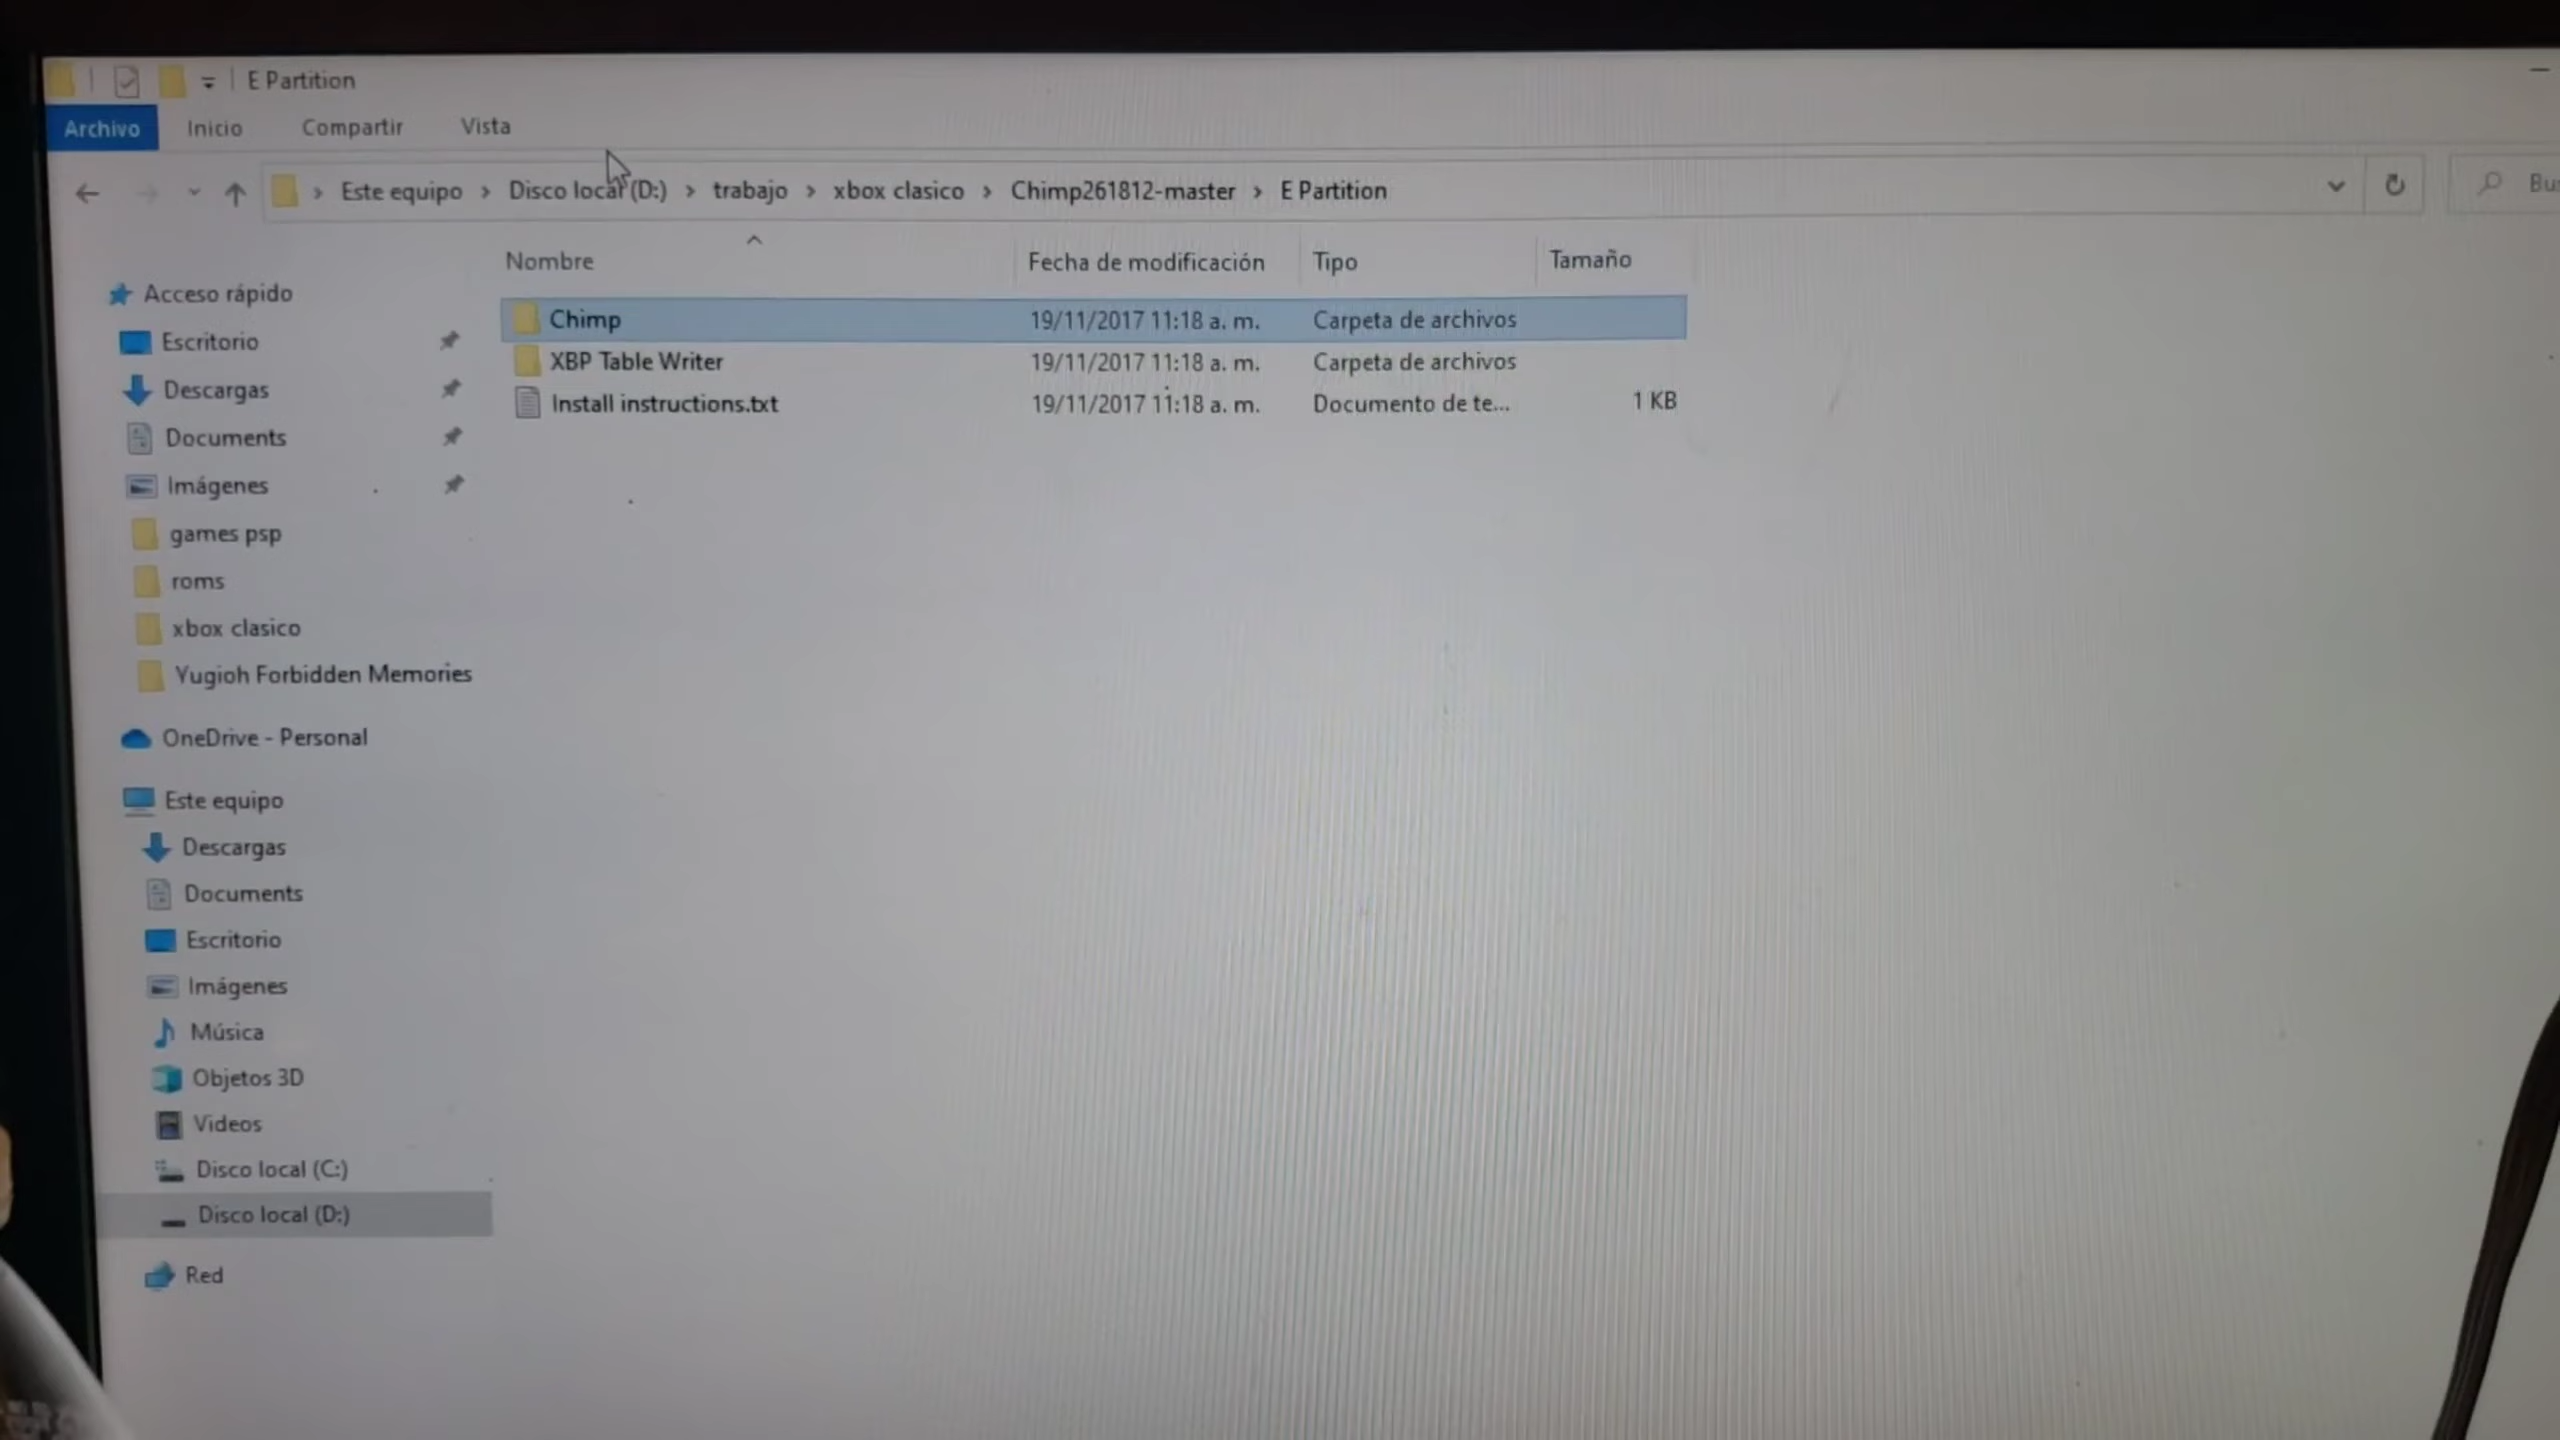 E Partition
Archivo Inicio Compartir Vista
Este equipo > Disco local (D:) > trabajo > xbox clasico > Chimp261812-master > E Partition
Nombre Fecha de modificación Tipo Tamaño
Acceso rápido
Escritorio
Descargas
Documents
Imágenes
games psp
roms
xbox clasico
Yugioh Forbidden Memories
OneDrive - Personal
Este equipo
Descargas
Documents
Escritorio
Imágenes
Música
Objetos 3D
Videos
Disco local (C:)
Disco local (D:)
Red
Chimp 19/11/2017 11:18 a. m. Carpeta de archivos
XBP Table Writer 19/11/2017 11:18 a. m. Carpeta de archivos
Install instructions.txt 19/11/2017 11:18 a. m. Documento de te... 1 KB